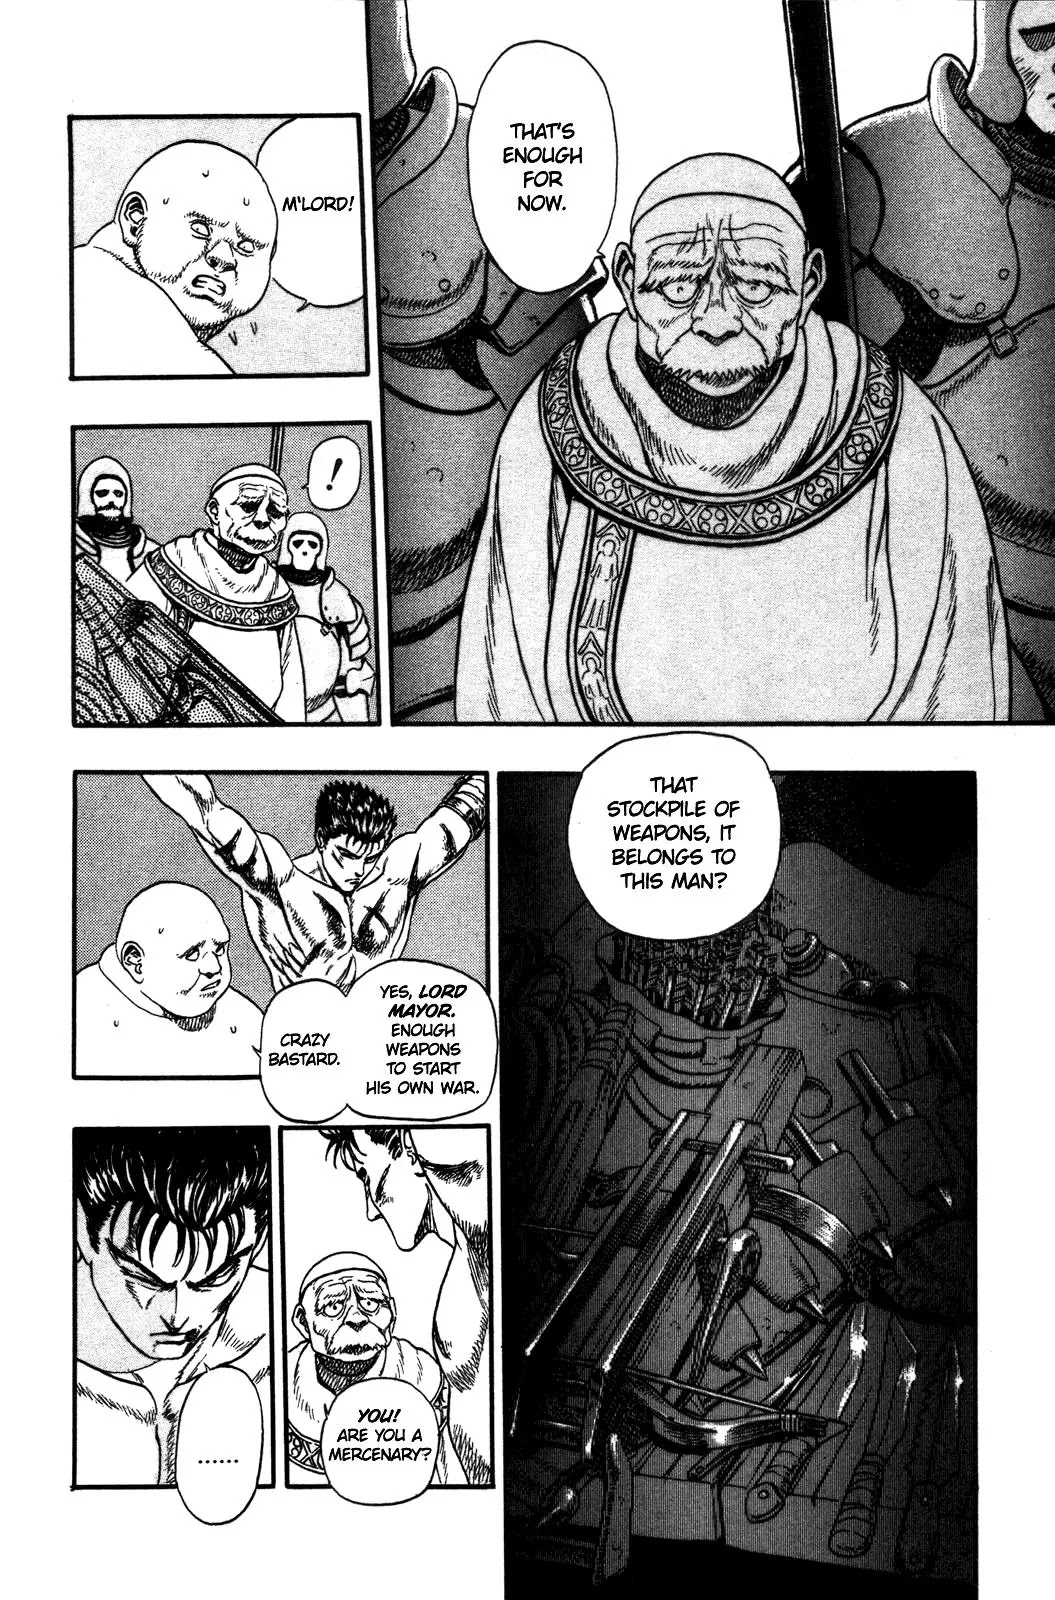 THAT'S
ENOUGH
FOR
NOW.
M'LORD!
!
THAT
STOCKPILE OF
WEAPONS, IT
BELONGS TO
THIS MAN?
YES, LORD
MAYOR.
ENOUGH
WEAPONS
TO START
HIS OWN WAR.
CRAZY
BASTARD.
YOU!
ARE YOU A
MERCENARY?
.......